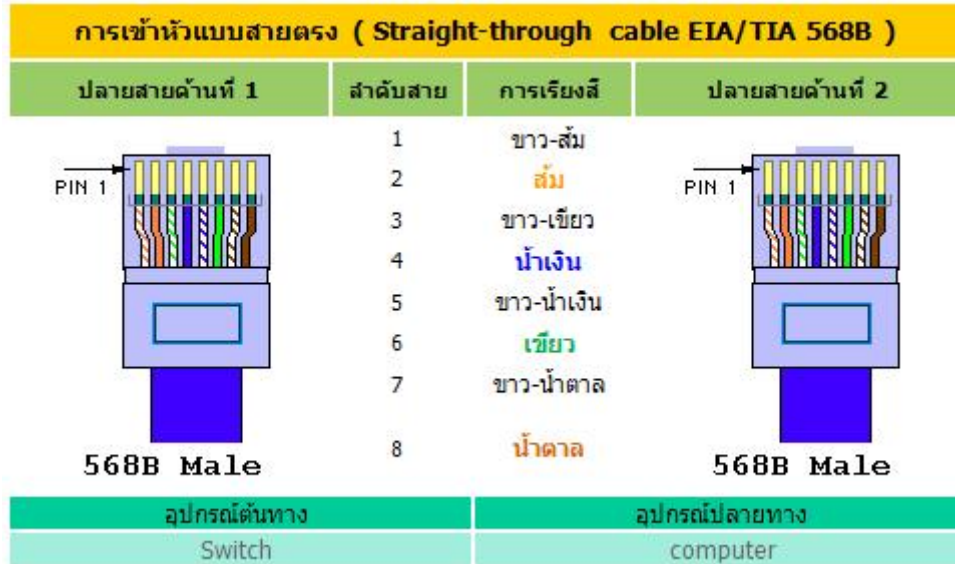 การเข้าหัวแบบสายตรง ( Straight-through cable EIA/TIA 568B )
ปลายสายด้านที่ 1 ลำดับสาย การเรียงสี ปลายสายด้านที่ 2
1 ขาว-ส้ม
PIN 1 2 ส้ม PIN 1
3 ขาว-เขียว
4 น้ำเงิน
5 ขาว-น้ำเงิน
6 เขียว
7 ขาว-น้ำตาล
8 น้ำตาล
568B Male 568B Male
อุปกรณ์ต้นทาง อุปกรณ์ปลายทาง
Switch computer